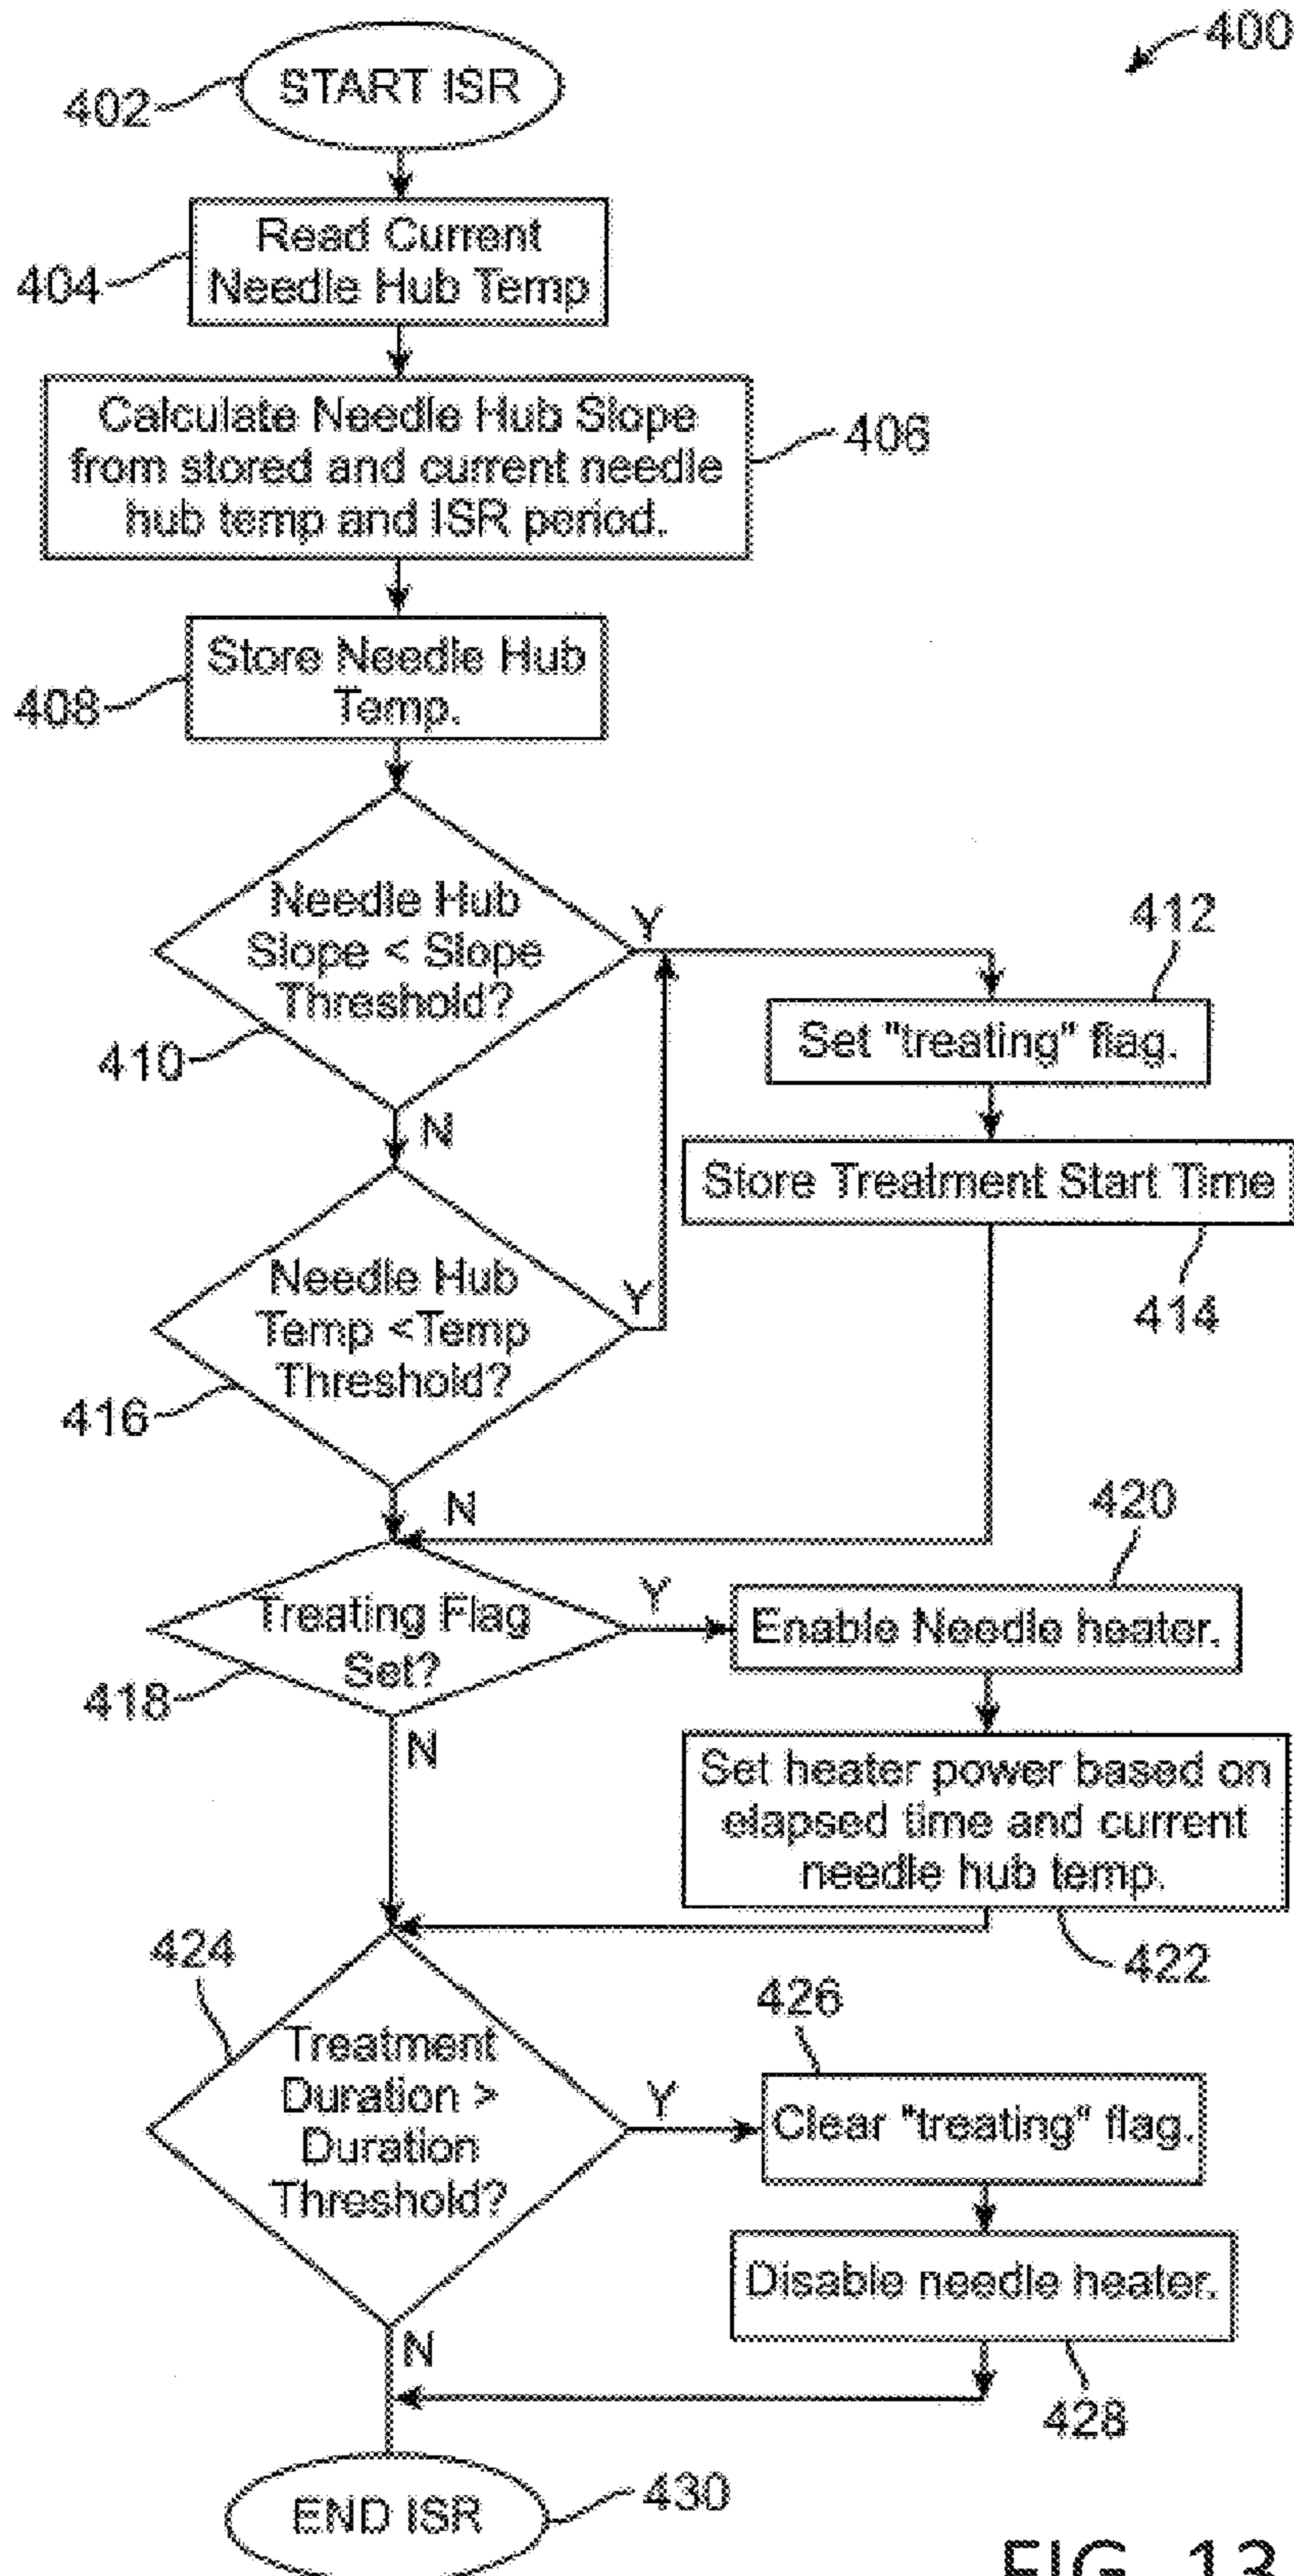 400
402
START ISR
404
Read Current
Needle Hub Temp
Calculate Needle Hub Slope
from stored and current needle
hub temp and ISR period.
406
408
Store Needle Hub
Temp.
410
Needle Hub
Slope < Slope
Threshold?
Y
N
412
Set "treating" flag.
Store Treatment Start Time
414
416
Needle Hub
Temp <Temp
Threshold?
Y
N
418
Treating Flag
Set?
Y
N
420
Enable Needle heater.
Set heater power based on
elapsed time and current
needle hub temp.
422
424
Treatment
Duration >
Duration
Threshold?
Y
N
426
Clear "treating" flag.
Disable needle heater.
428
END ISR
430
FIG. 13